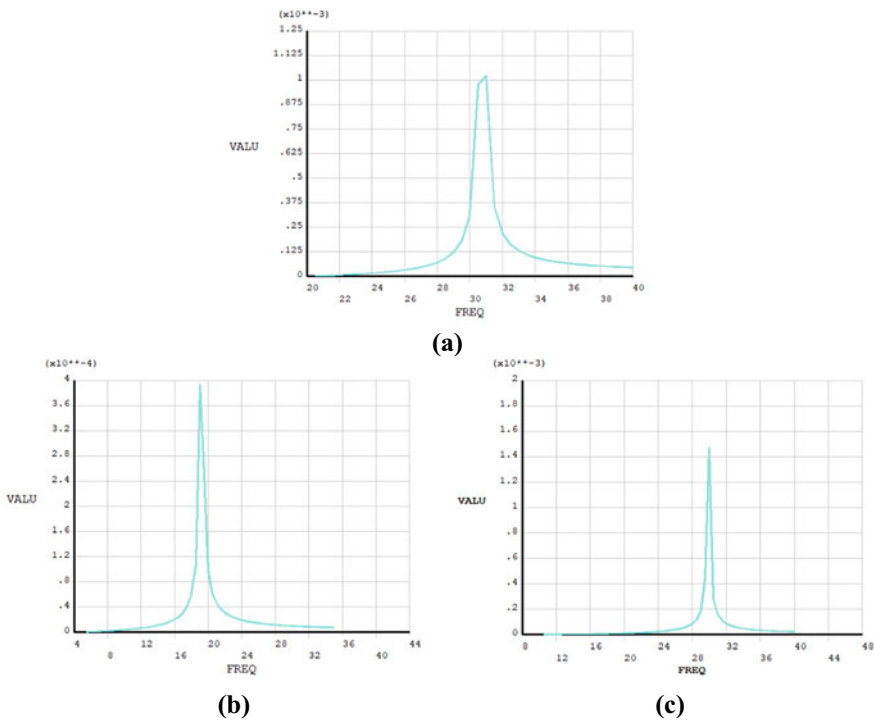 (x10**-3)
1.25
1.125
1
.875
.75
VALU
.625
.5
.375
.25
.125
0
20 24 28 30 32 34 36 40
22 26 38
FREQ
(a)
(x10**-4)
4
3.6
3.2
2.8
2.4
VALU
2
1.6
1.2
.8
.4
0
4 12 20 28 36 44
8 16 24 32 40
FREQ
(b)
(x10**-3)
2
1.8
1.6
1.4
1.2
VALU
1
.8
.6
.4
.2
0
8 16 24 32 40 48
12 20 28 36 44
FREQ
(c)